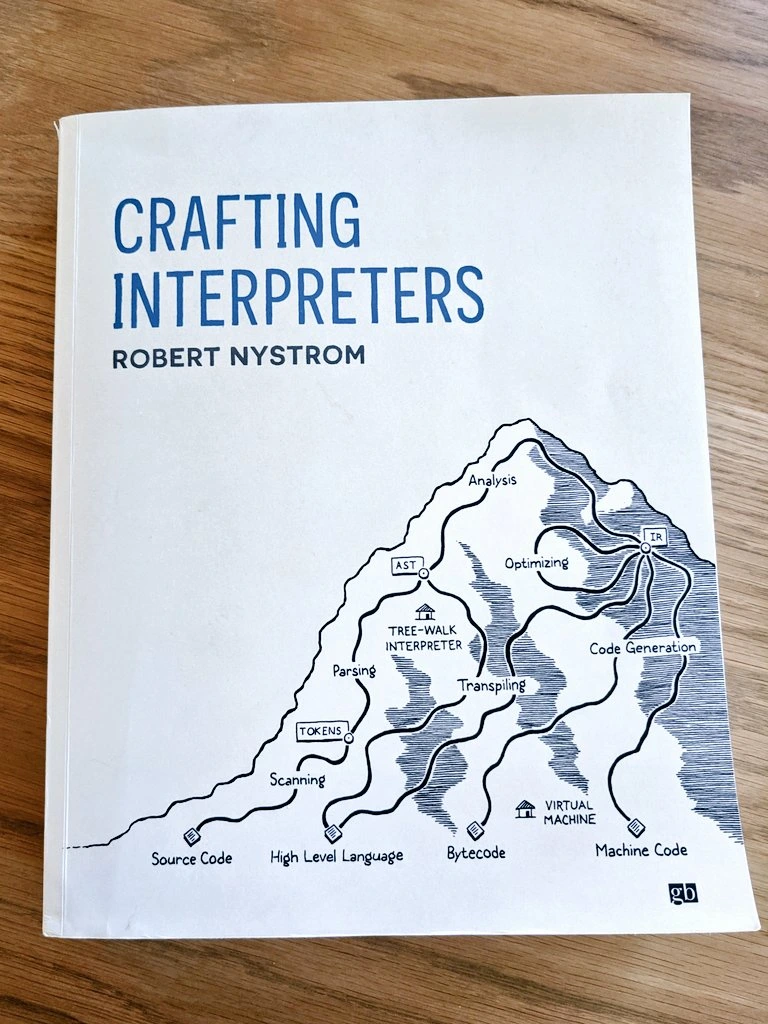 CRAFTING
INTERPRETERS
ROBERT NYSTROM
Analysis
IR
AST
Optimizing
TREE-WALK
INTERPRETER
Code Generation
Parsing
Transpiling
TOKENS
Scanning
VIRTUAL
MACHINE
Source Code
High Level Language
Bytecode
Machine Code
gb